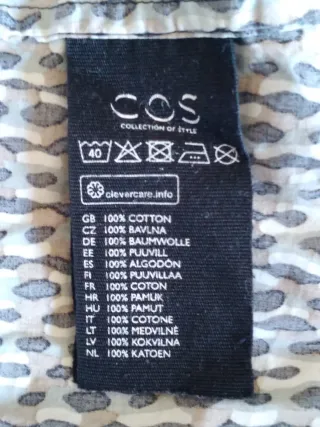 COS
COLLECTION OF STYLE
40
clevercare.info
GB 100% COTTON
CZ 100% BAVLNA
DE 100% BAUMWOLLE
EE 100% PUUVILL
ES 100% ALGODÓN
FI 100% PUUVILLAA
FR 100% COTON
HR 100% PAMUK
HU 100% PAMUT
IT 100% COTONE
LT 100% MEDVILNĖ
LV 100% KOKVILNA
NL 100% KATOEN